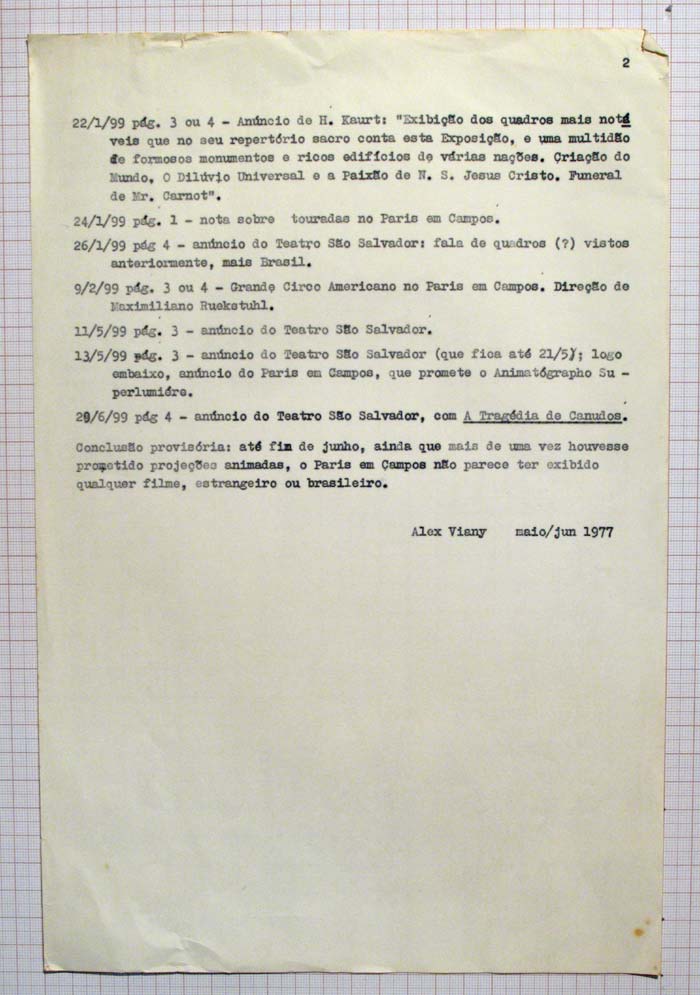 2
22/1/99 pág. 3 ou 4 - Anúncio de H. Kaurt: "Exibição dos quadros mais notá
veis que no seu repertório sacro conta esta Exposição, e uma multidão
de formosos monumentos e ricos edifícios de várias nações. Criação do
Mundo, O Dilúvio Universal e a Paixão de N. S. Jesus Cristo. Funeral
de Mr. Carnot".
24/1/99 pág. 1 - nota sobre touradas no Paris em Campos.
26/1/99 pág 4 - anúncio do Teatro São Salvador: fala de quadros (?) vistos
anteriormente, mais Brasil.
9/2/99 pág. 3 ou 4 - Grande Circo Americano no Paris em Campos. Direção de
Maximiliano Ruekstuhl.
11/5/99 pág. 3 - anúncio do Teatro São Salvador.
13/5/99 pág. 3 - anúncio do Teatro São Salvador (que fica até 21/5); logo
embaixo, anúncio do Paris em Campos, que promete o Animatógrapho Su -
perlumiére.
29/6/99 pág 4 - anúncio do Teatro São Salvador, com A Tragédia de Canudos.
Conclusão provisória: até fim de junho, ainda que mais de uma vez houvesse
prometido projeções animadas, o Paris em Campos não parece ter exibido
qualquer filme, estrangeiro ou brasileiro.
Alex Viany maio/jun 1977